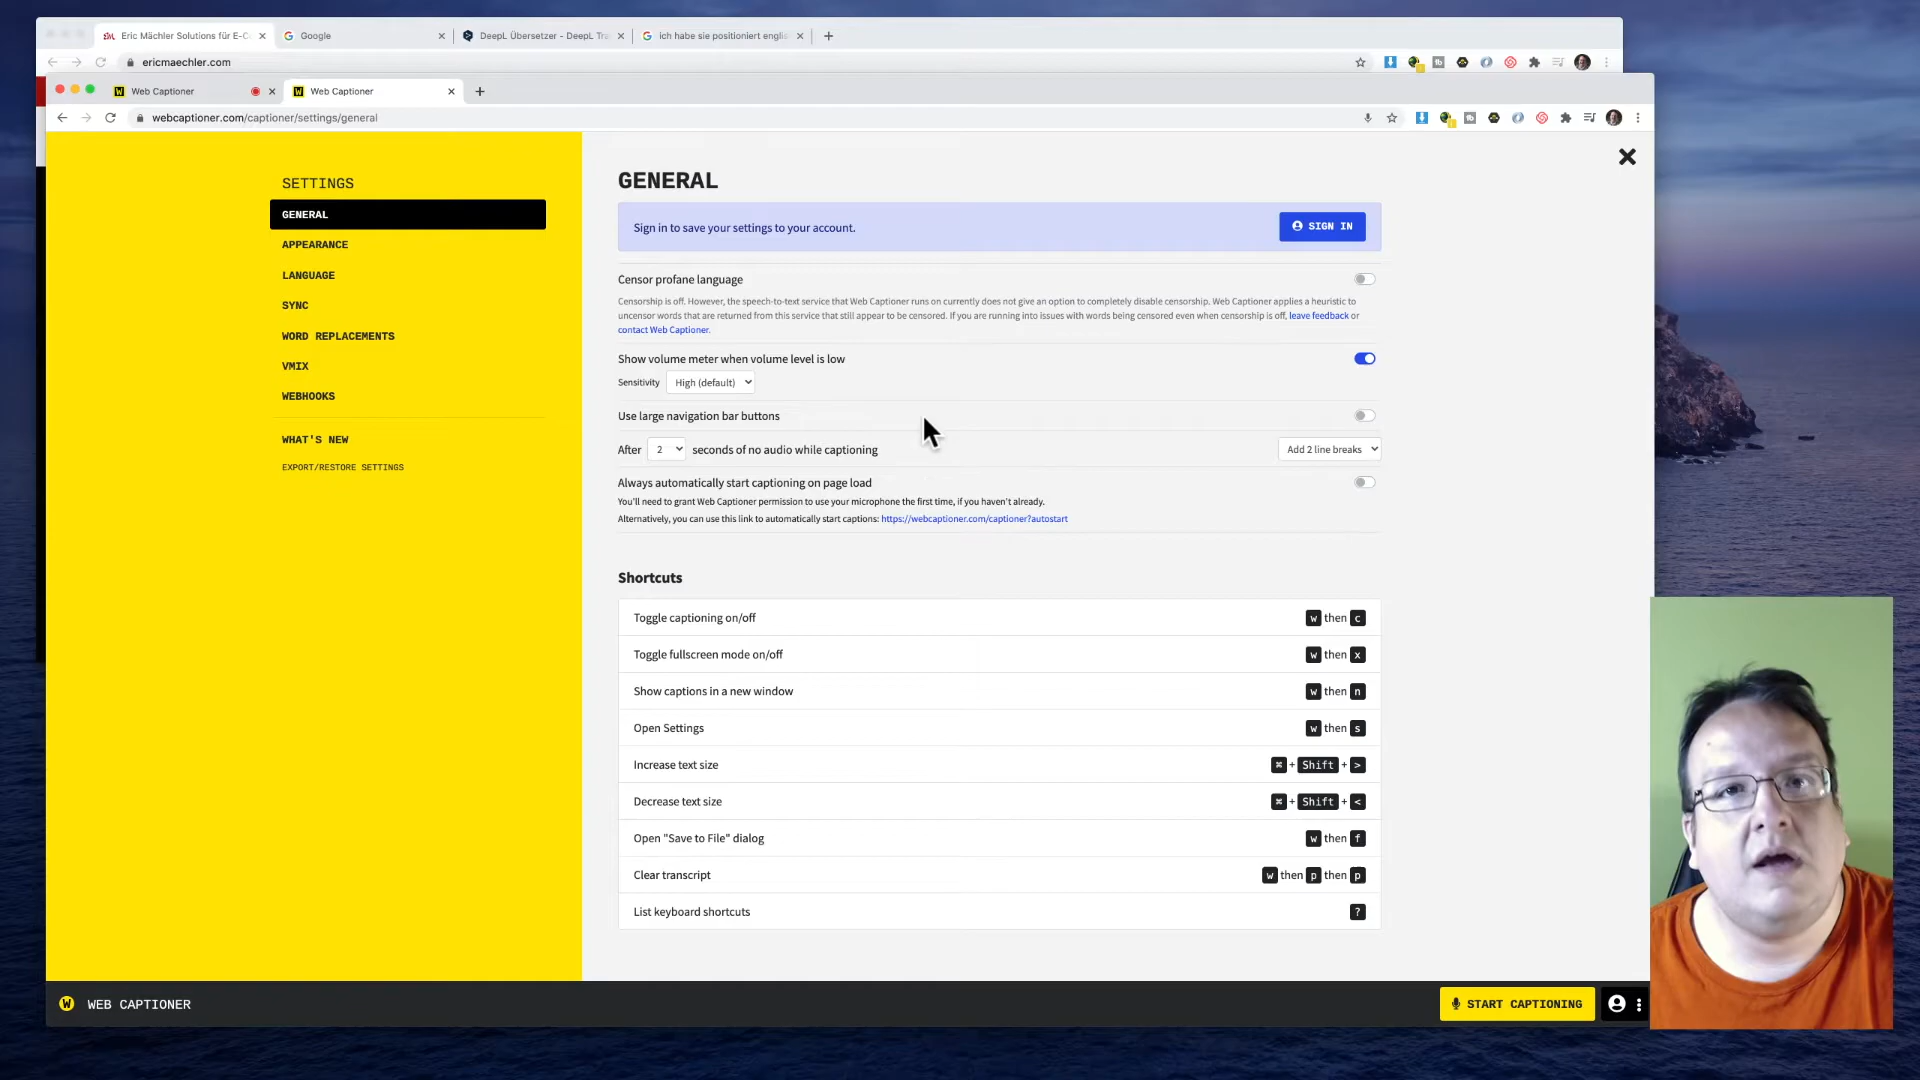 Eric Mächler Solutions für E-C
Google
DeepL Übersetzer - DeepL Tra
ich habe sie positioniert engli
ericmaechler.com
Web Captioner
Web Captioner
webcaptioner.com/captioner/settings/general
SETTINGS
GENERAL
APPEARANCE
LANGUAGE
SYNC
WORD REPLACEMENTS
VMIX
WEBHOOKS
WHAT'S NEW
EXPORT/RESTORE SETTINGS
GENERAL
Sign in to save your settings to your account.
SIGN IN
Censor profane language
Censorship is off. However, the speech-to-text service that Web Captioner runs on currently does not give an option to completely disable censorship. Web Captioner applies a heuristic to
uncensor words that are returned from this service that still appear to be censored. If you are running into issues with words being censored even when censorship is off, leave feedback or
contact Web Captioner.
Show volume meter when volume level is low
Sensitivity High (default)
Use large navigation bar buttons
After 2 seconds of no audio while captioning Add 2 line breaks
Always automatically start captioning on page load
You'll need to grant Web Captioner permission to use your microphone the first time, if you haven't already.
Alternatively, you can use this link to automatically start captions: https://webcaptioner.com/captioner?autostart
Shortcuts
Toggle captioning on/off w then c
Toggle fullscreen mode on/off w then x
Show captions in a new window w then n
Open Settings w then s
Increase text size ⌘ + Shift + >
Decrease text size ⌘ + Shift + <
Open "Save to File" dialog w then f
Clear transcript w then p then p
List keyboard shortcuts ?
W WEB CAPTIONER
START CAPTIONING